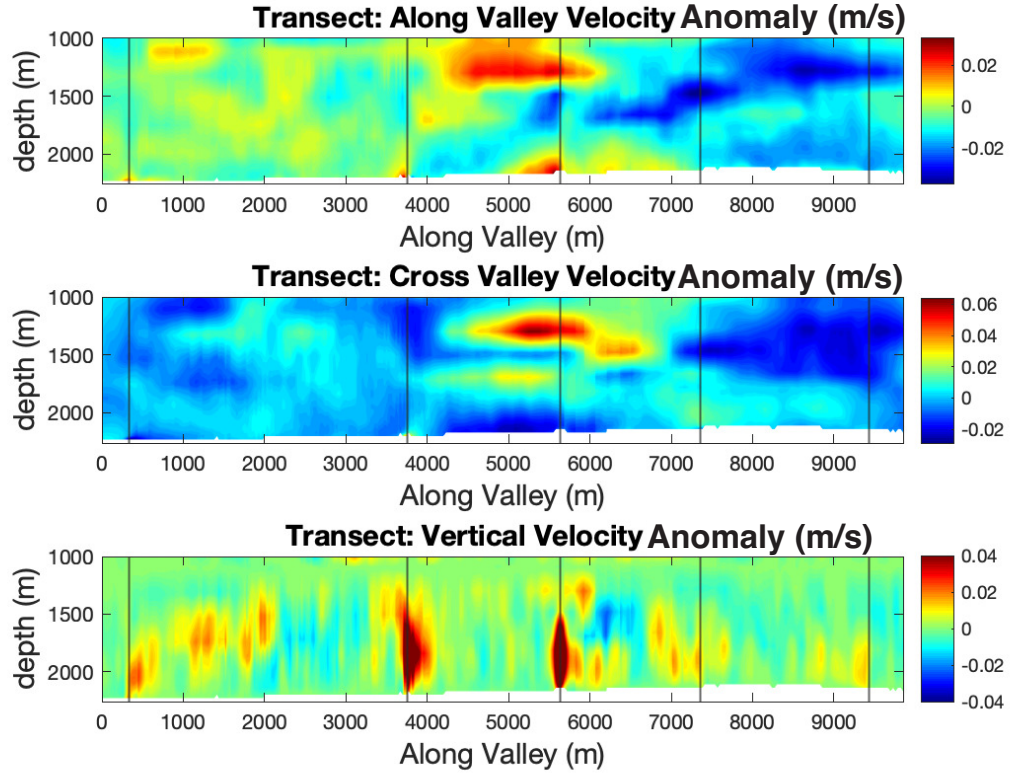 Transect: Along Valley Velocity Anomaly (m/s)
depth (m)
1000
1500
2000
0 1000 2000 3000 4000 5000 6000 7000 8000 9000
Along Valley (m)
0.02
0
-0.02
Transect: Cross Valley Velocity Anomaly (m/s)
depth (m)
1000
1500
2000
0 1000 2000 3000 4000 5000 6000 7000 8000 9000
Along Valley (m)
0.06
0.04
0.02
0
-0.02
Transect: Vertical Velocity Anomaly (m/s)
depth (m)
1000
1500
2000
0 1000 2000 3000 4000 5000 6000 7000 8000 9000
Along Valley (m)
0.04
0.02
0
-0.02
-0.04